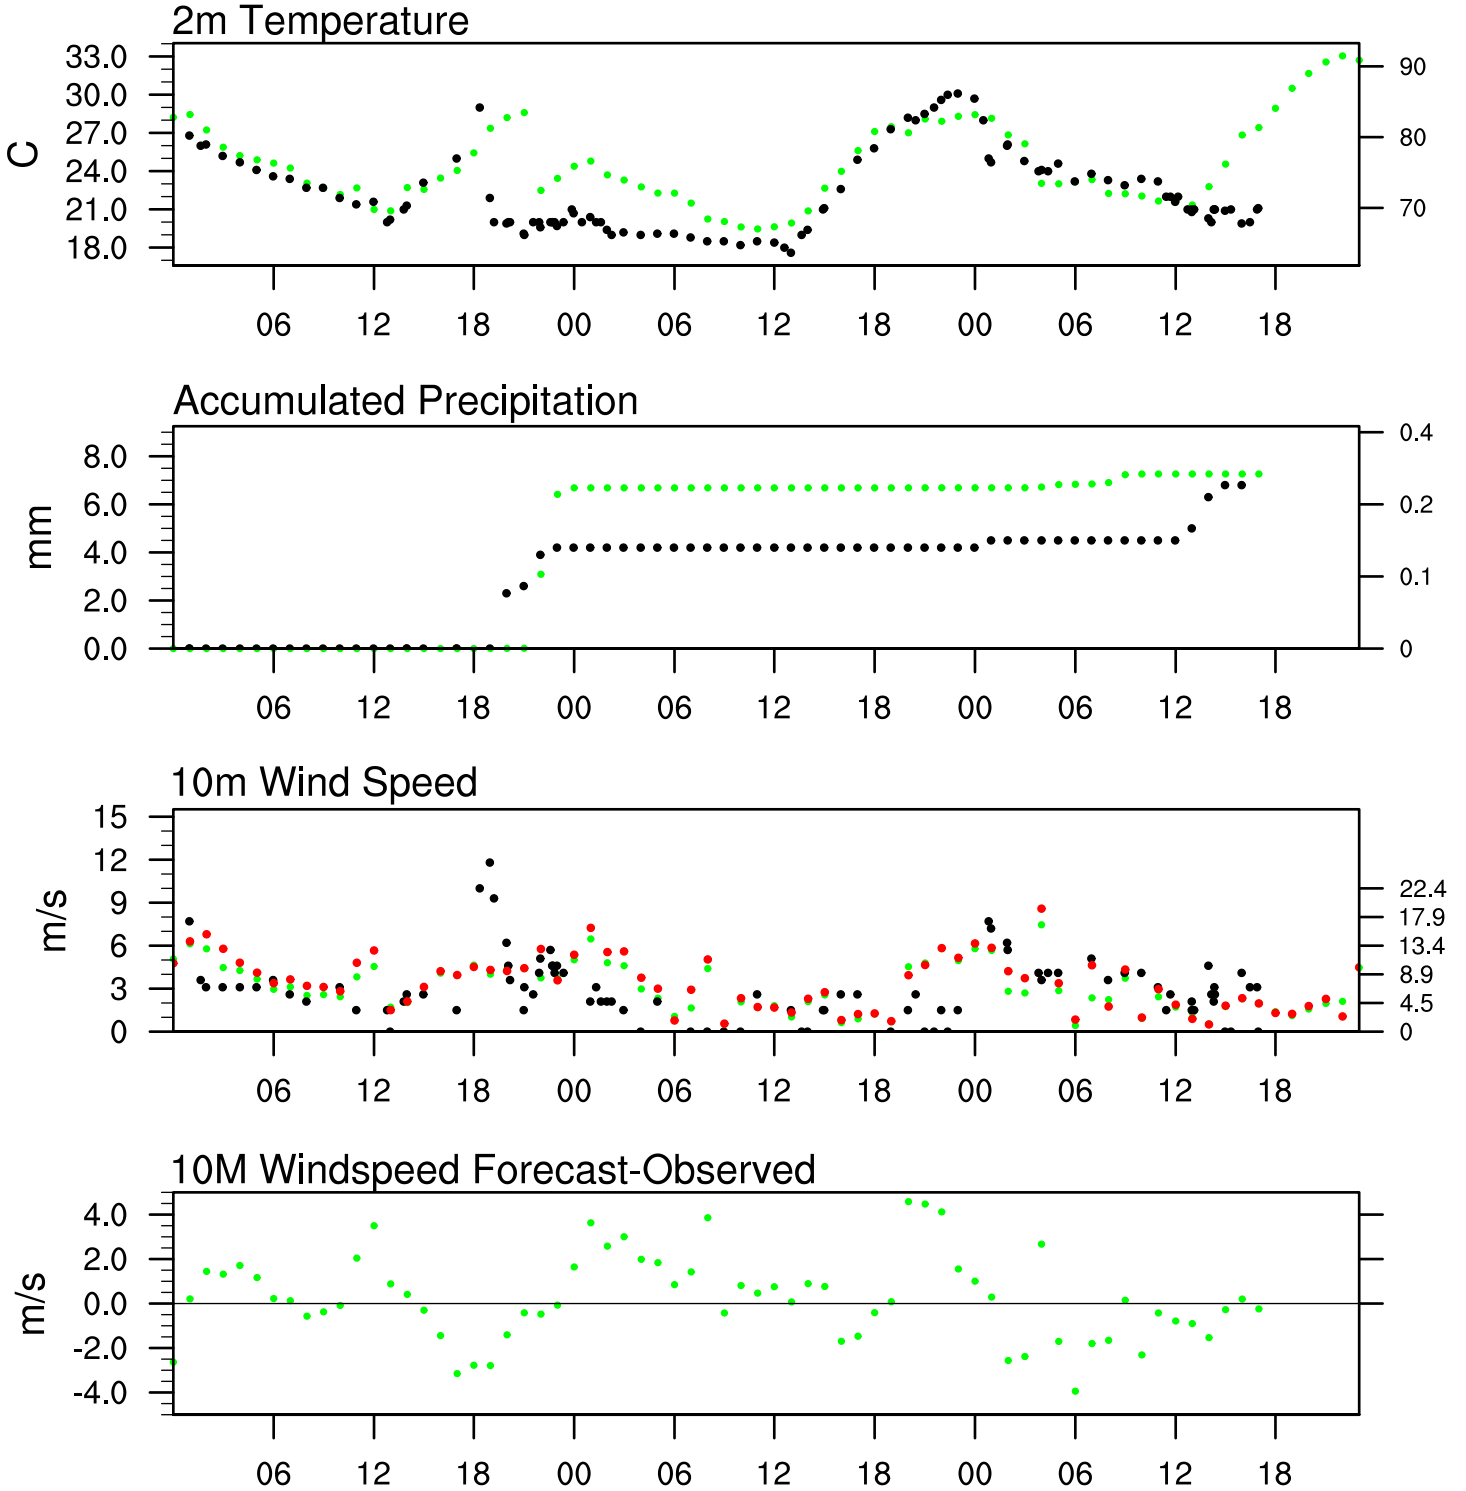 2m Temperature
33.0
30.0
27.0
24.0
21.0
18.0
C
90
80
70
06 12 18 00 06 12 18 00 06 12 18
Accumulated Precipitation
8.0
6.0
4.0
2.0
0.0
mm
0.4
0.2
0.1
0
06 12 18 00 06 12 18 00 06 12 18
10m Wind Speed
15
12
9
6
3
0
m/s
22.4
17.9
13.4
8.9
4.5
0
06 12 18 00 06 12 18 00 06 12 18
10M Windspeed Forecast-Observed
4.0
2.0
0.0
-2.0
-4.0
m/s
06 12 18 00 06 12 18 00 06 12 18